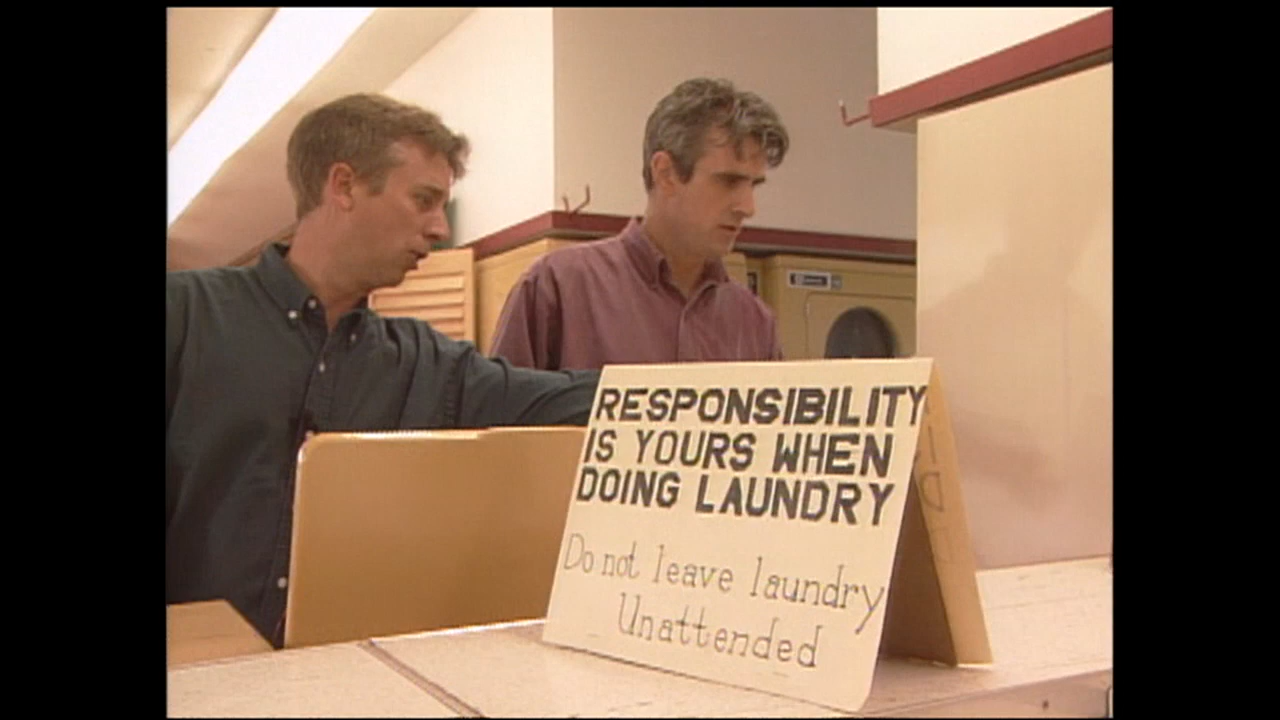 RESPONSIBILITY
IS YOURS WHEN
DOING LAUNDRY
Do not leave laundry
Unattended